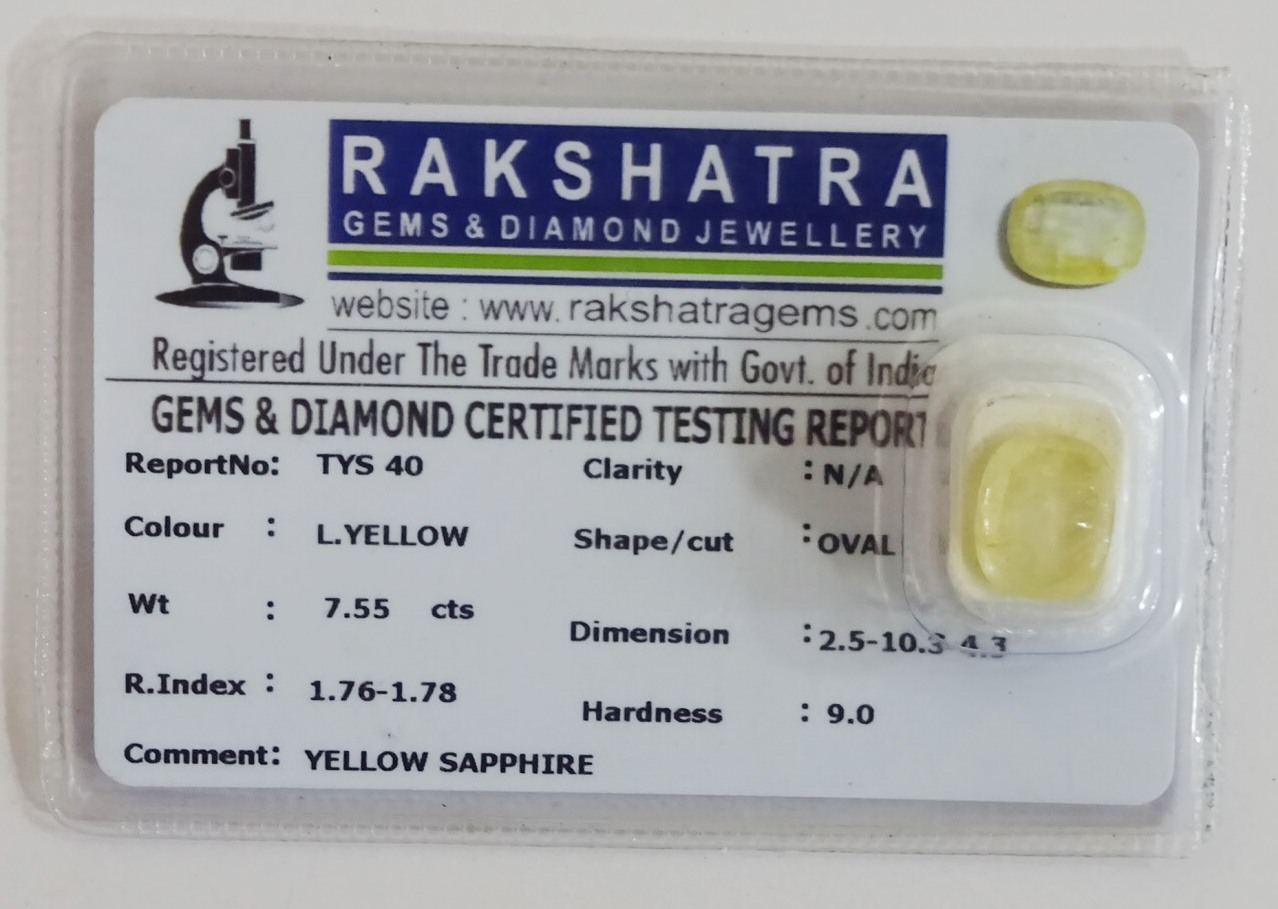 RAKSHATRA
GEMS & DIAMOND JEWELLERY
website : www. rakshatragems .com
Registered Under The Trade Marks with Govt. of India
GEMS & DIAMOND CERTIFIED TESTING REPORT
ReportNo: TYS 40 Clarity : N/A
Colour : L.YELLOW Shape/cut : OVAL
Wt : 7.55 cts Dimension : 2.5-10.3-4.3
R.Index : 1.76-1.78 Hardness : 9.0
Comment: YELLOW SAPPHIRE